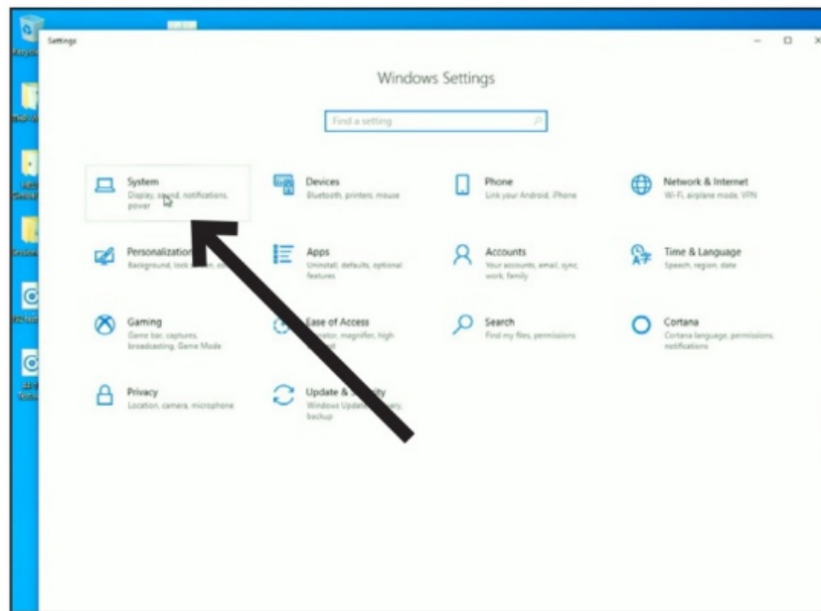 Settings
Windows Settings
Find a setting
System
Display, sound, notifications,
power
Devices
Bluetooth, printers, mouse
Phone
Link your Android, iPhone
Network & Internet
Wi-Fi, airplane mode, VPN
Personalization
Background, lock
Apps
Uninstall, defaults, optional
features
Accounts
Your accounts, email, sync,
work, family
Time & Language
Speech, region, date
Gaming
Game bar, captures,
broadcasting, Game Mode
Ease of Access
magnifier, high
Search
Find my files, permissions
Cortana
Cortana language, permissions,
notifications
Privacy
Location, camera, microphone
Update &
Windows Update,
backup